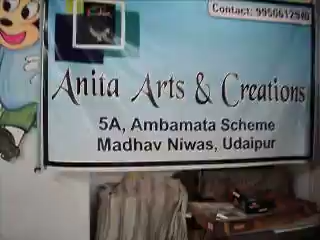 Contact: 9950612940
Anita Arts & Creations
5A, Ambamata Scheme
Madhav Niwas, Udaipur